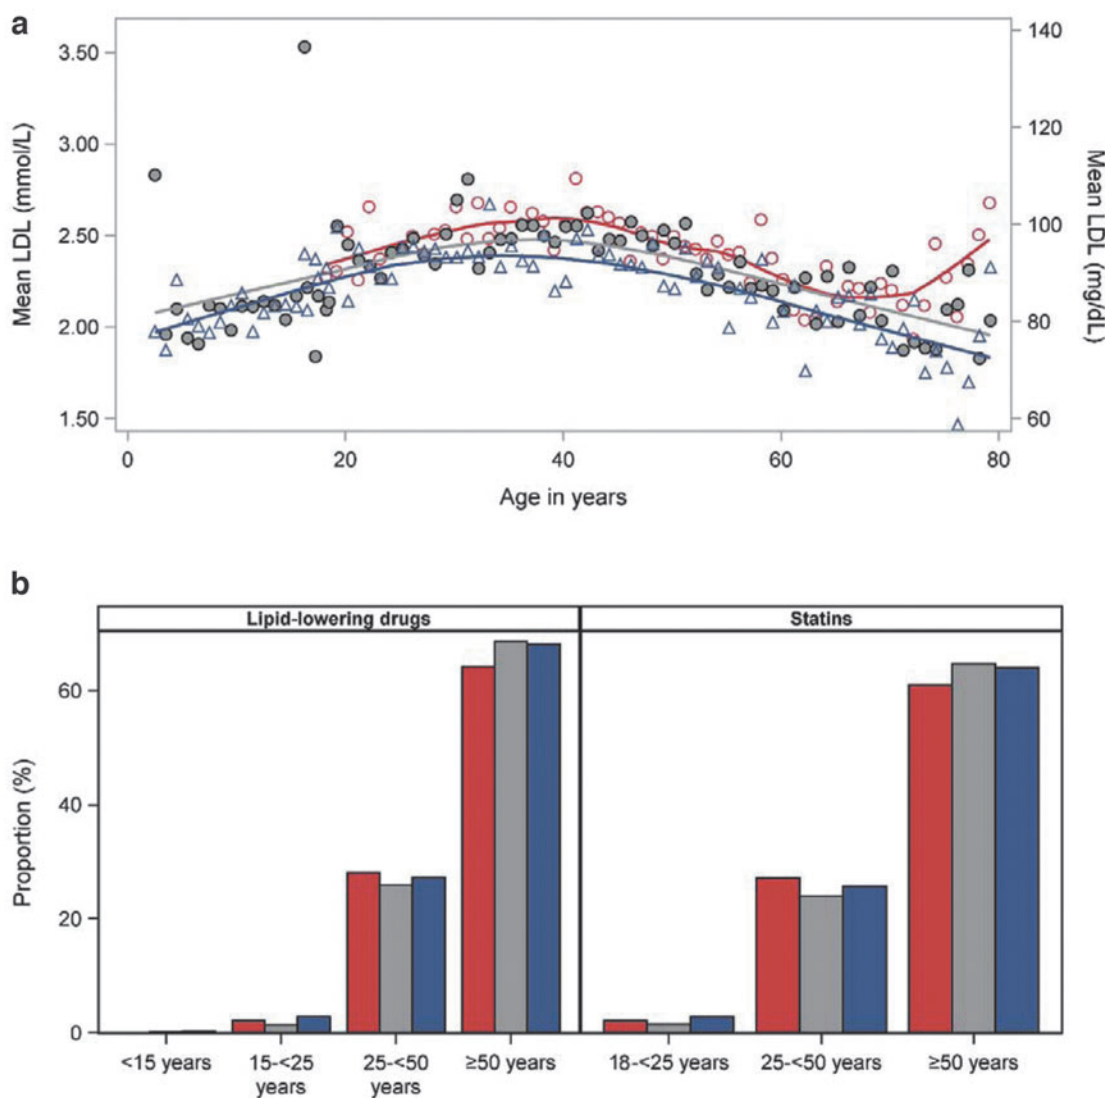 a
3.50
3.00
2.50
2.00
1.50
Mean LDL (mmol/L)
140
120
100
80
60
Mean LDL (mg/dL)
0 20 40 60 80
Age in years
b
Lipid-lowering drugs Statins
60
40
20
0
Proportion (%)
<15 years 15-<25 years 25-<50 years ≥50 years 18-<25 years 25-<50 years ≥50 years